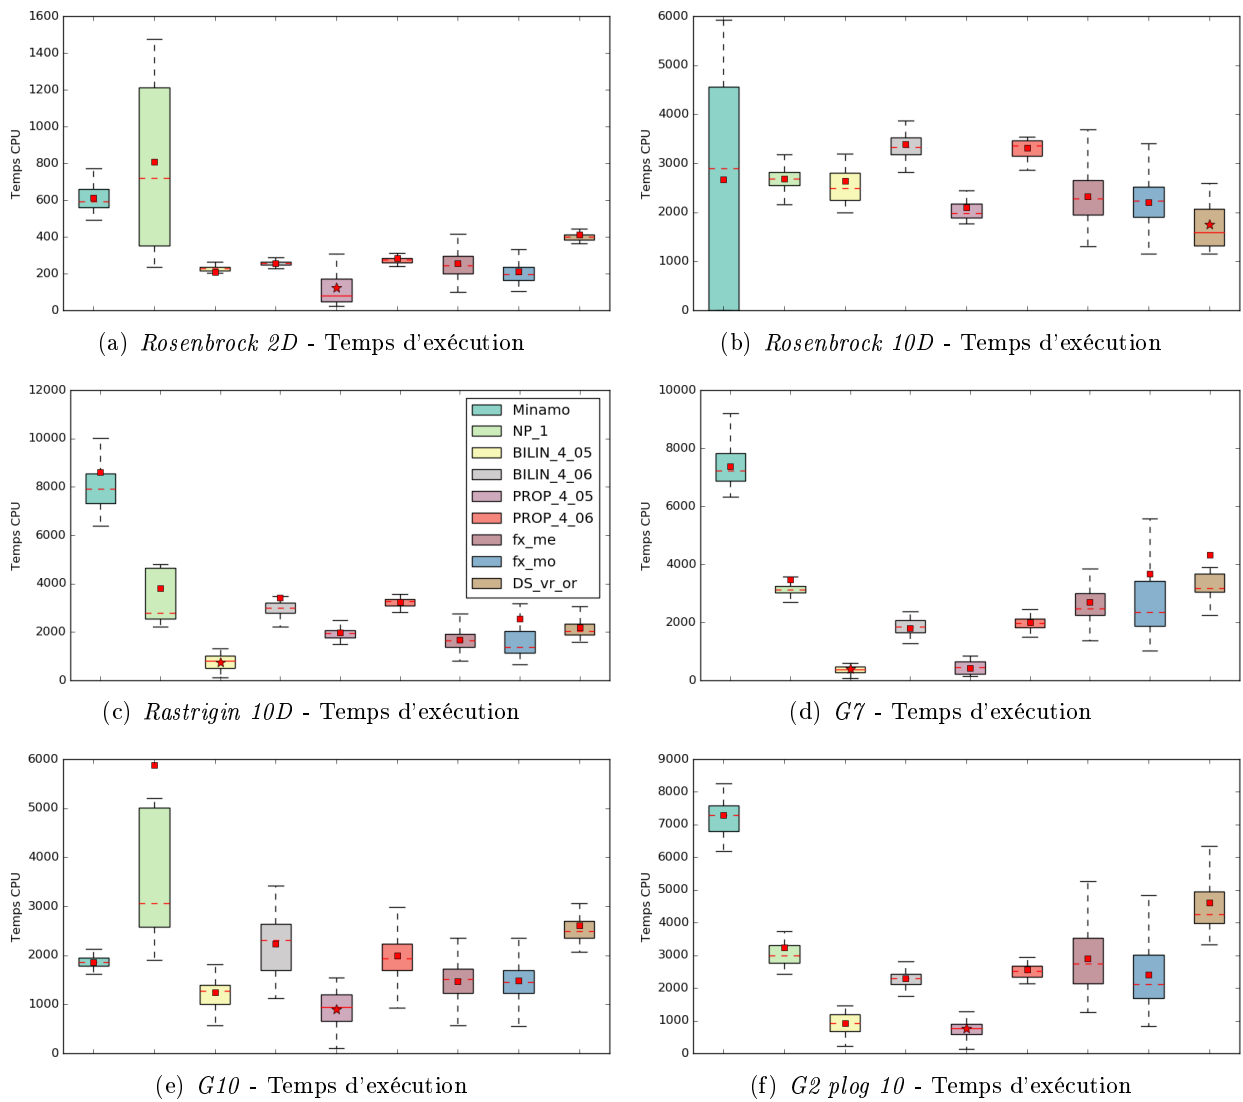 1600
1400
1200
1000
800
600
400
200
0
Temps CPU
(a) Rosenbrock 2D - Temps d'exécution
6000
6000
5000
4000
3000
2000
1000
0
Temps CPU
(b) Rosenbrock 10D - Temps d'exécution
12000
10000
8000
6000
4000
2000
0
Temps CPU
Minamo
NP_1
BILIN_4_05
BILIN_4_06
PROP_4_05
PROP_4_06
fx_me
fx_mo
DS_vr_or
(c) Rastrigin 10D - Temps d'exécution
10000
8000
6000
4000
2000
0
Temps CPU
(d) G7 - Temps d'exécution
6000
5000
4000
3000
2000
1000
0
Temps CPU
(e) G10 - Temps d'exécution
9000
8000
7000
6000
5000
4000
3000
2000
1000
0
Temps CPU
(f) G2 plog 10 - Temps d'exécution